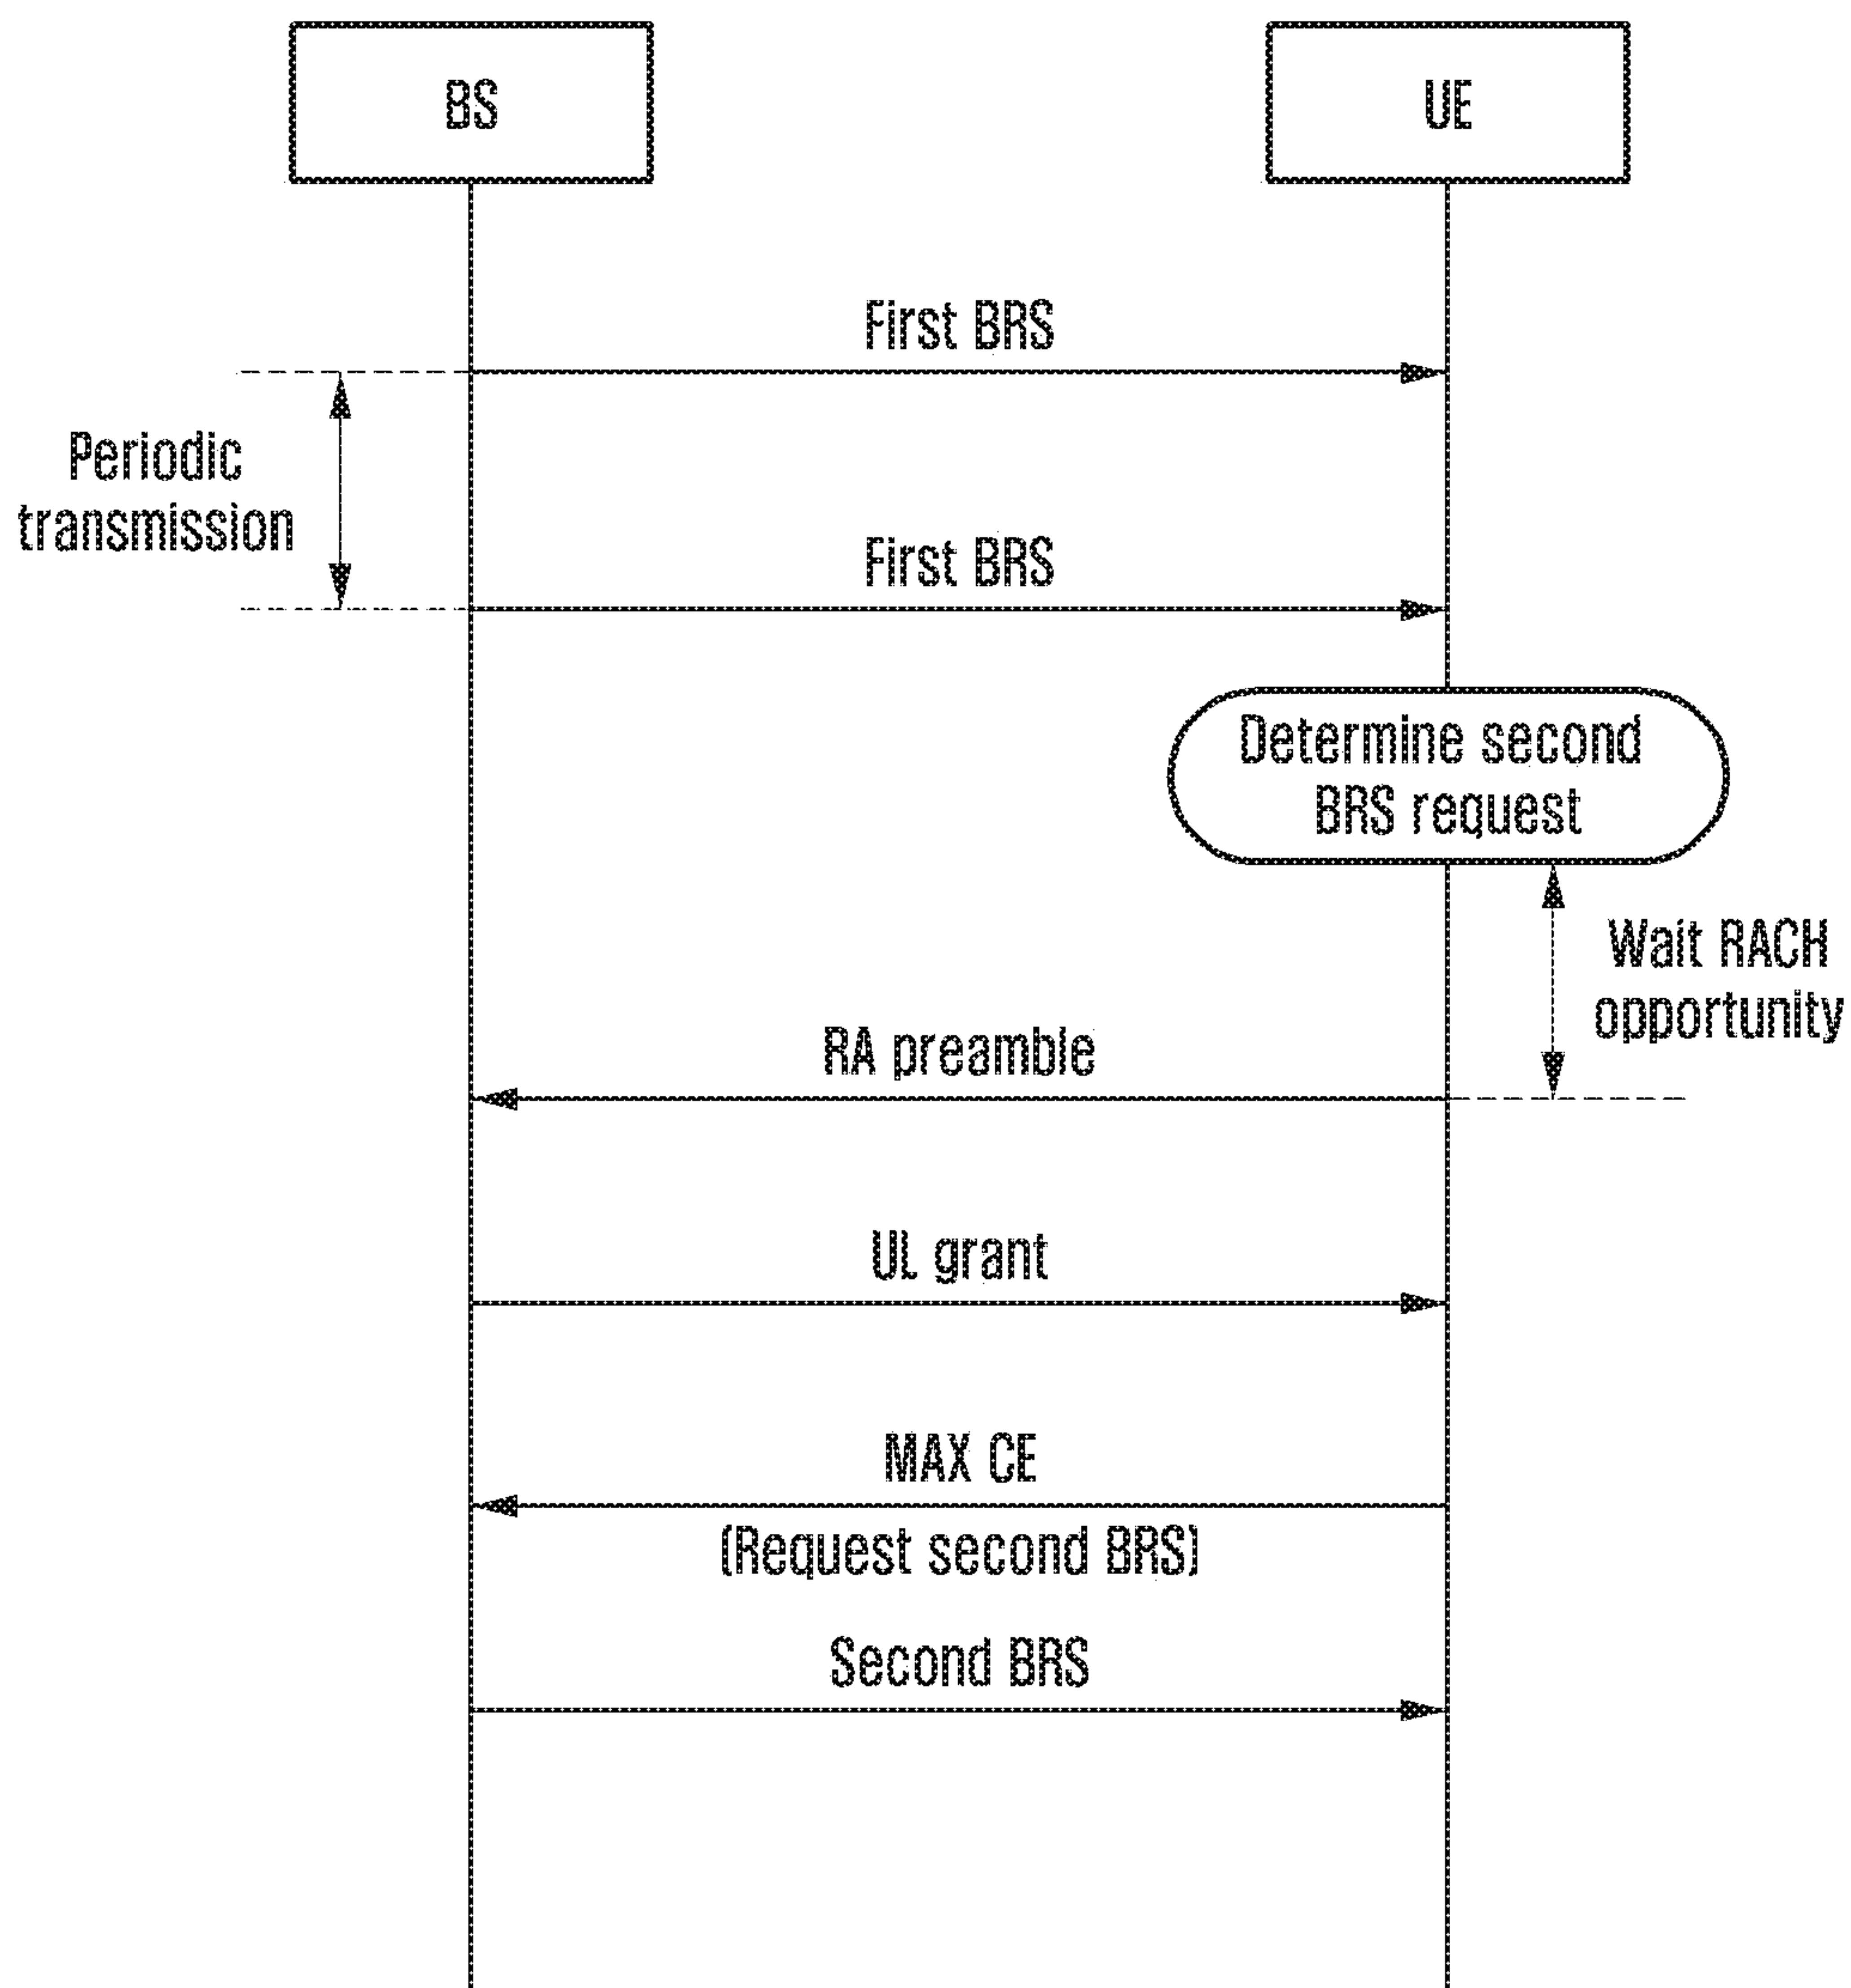 BS
UE
First BRS
Periodic
transmission
First BRS
Determine second
BRS request
Wait RACH
opportunity
RA preamble
UL grant
MAX CE
(Request second BRS)
Second BRS